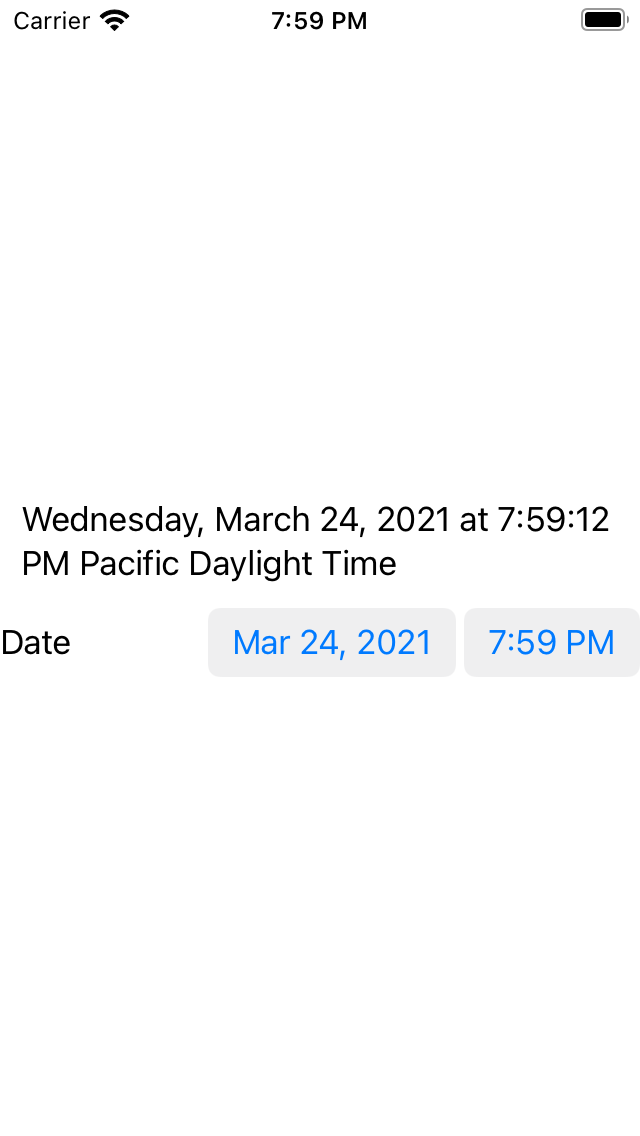 Carrier 7:59 PM
Wednesday, March 24, 2021 at 7:59:12
PM Pacific Daylight Time
Date Mar 24, 2021 7:59 PM